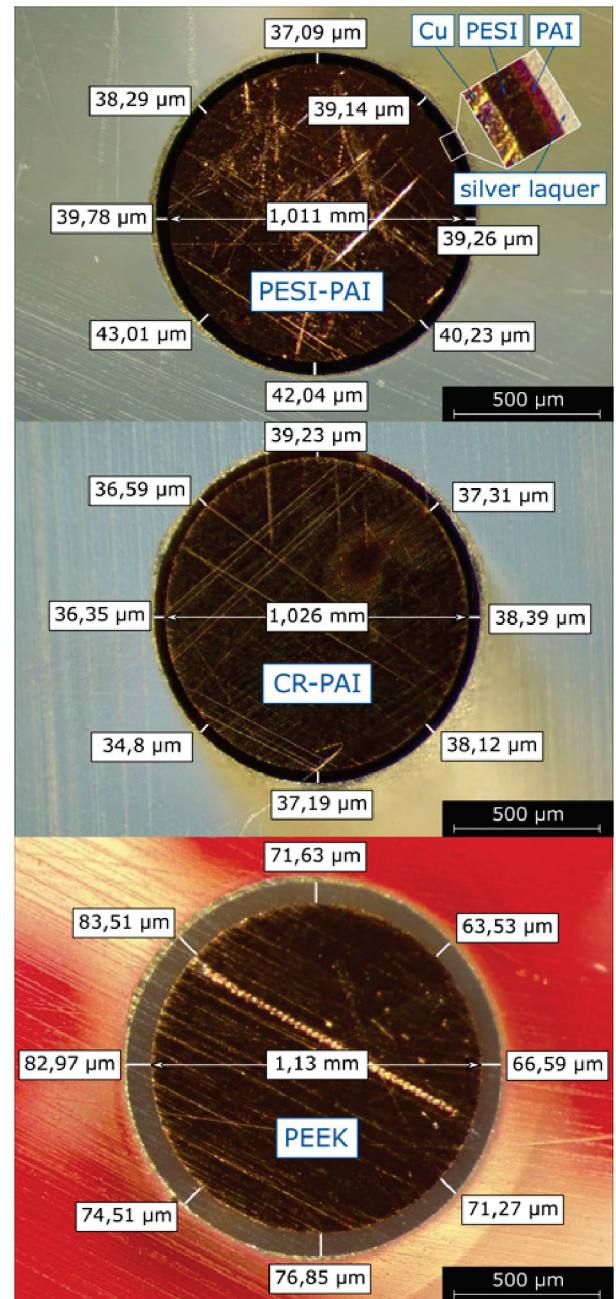 37,09 µm
Cu PESI PAI
38,29 µm
39,14 µm
silver laquer
39,78 µm
1,011 mm
39,26 µm
PESI-PAI
43,01 µm
40,23 µm
42,04 µm
500 µm
39,23 µm
36,59 µm
37,31 µm
36,35 µm
1,026 mm
38,39 µm
CR-PAI
34,8 µm
38,12 µm
37,19 µm
500 µm
71,63 µm
83,51 µm
63,53 µm
82,97 µm
1,13 mm
66,59 µm
PEEK
74,51 µm
71,27 µm
76,85 µm
500 µm